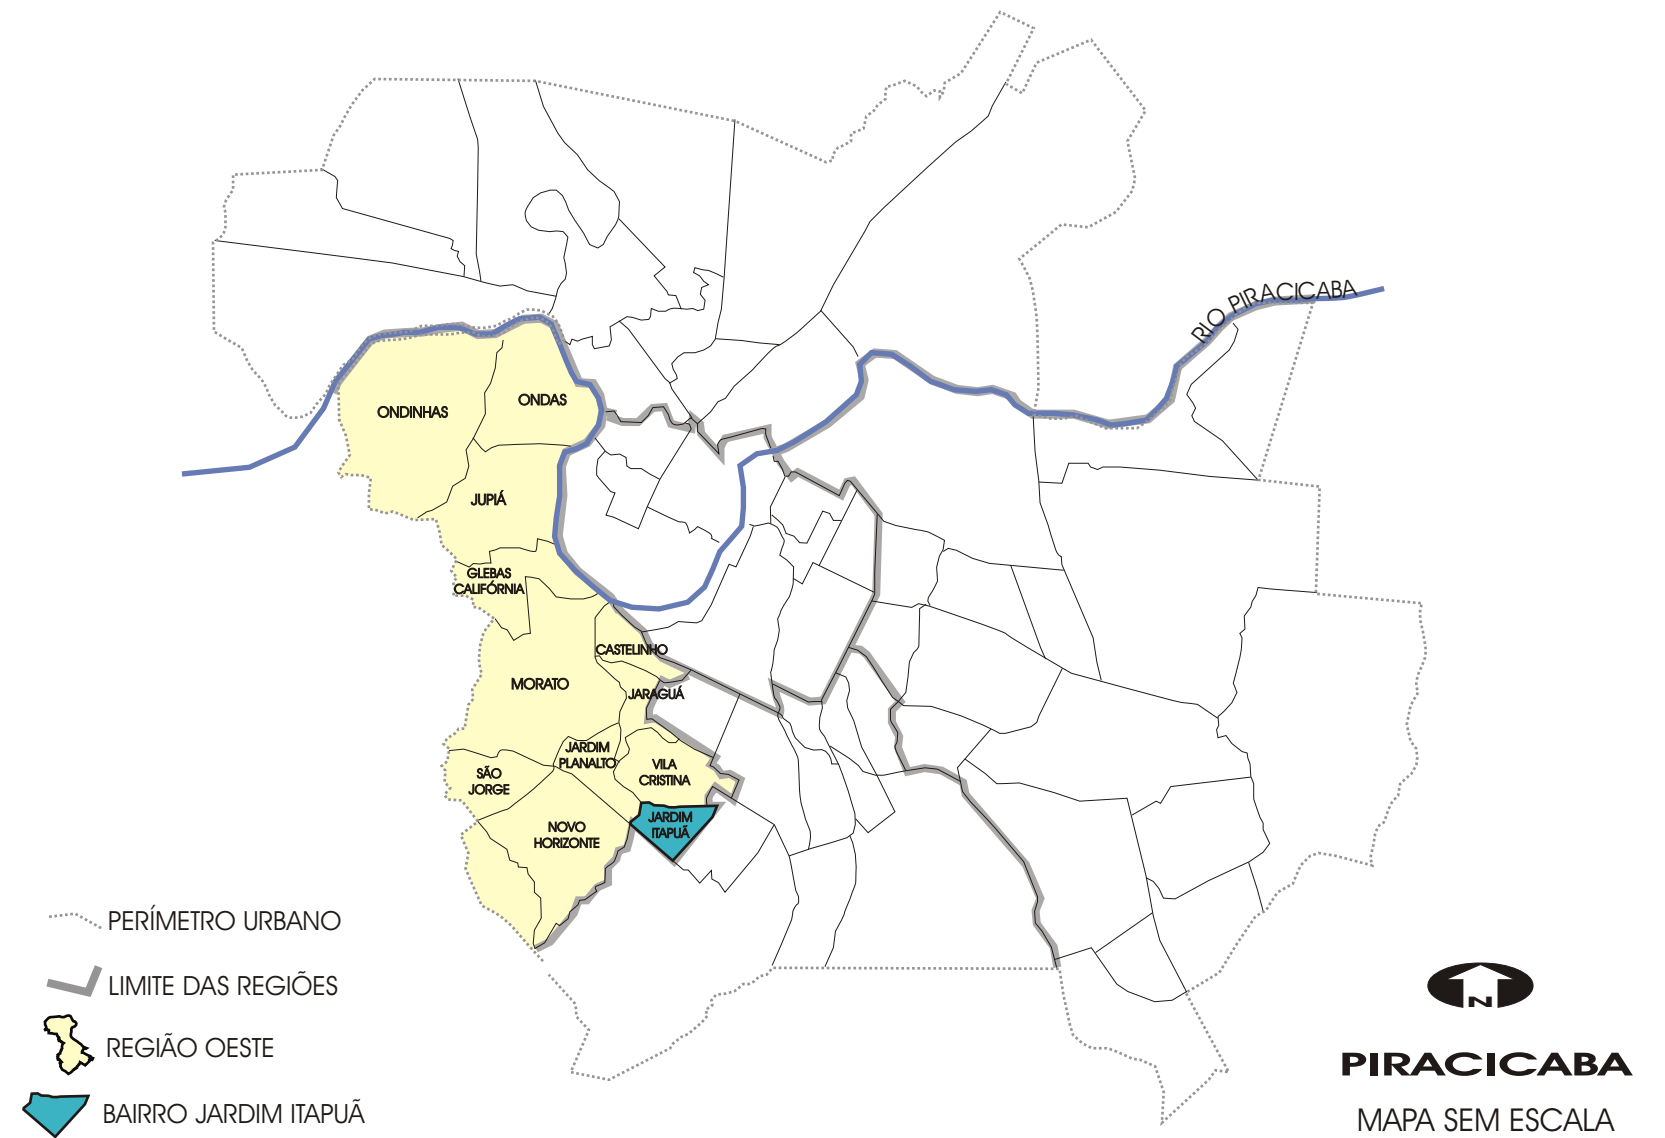 RIO PIRACICABA
ONDINHAS
ONDAS
JUPIÁ
GLEBAS
CALIFÓRNIA
CASTELINHO
MORATO
JARAGUÁ
JARDIM
PLANALTO
VILA
CRISTINA
SÃO
JORGE
JARDIM
ITAPUÃ
NOVO
HORIZONTE
PERÍMETRO URBANO
LIMITE DAS REGIÕES
REGIÃO OESTE
BAIRRO JARDIM ITAPUÃ
N
PIRACICABA
MAPA SEM ESCALA